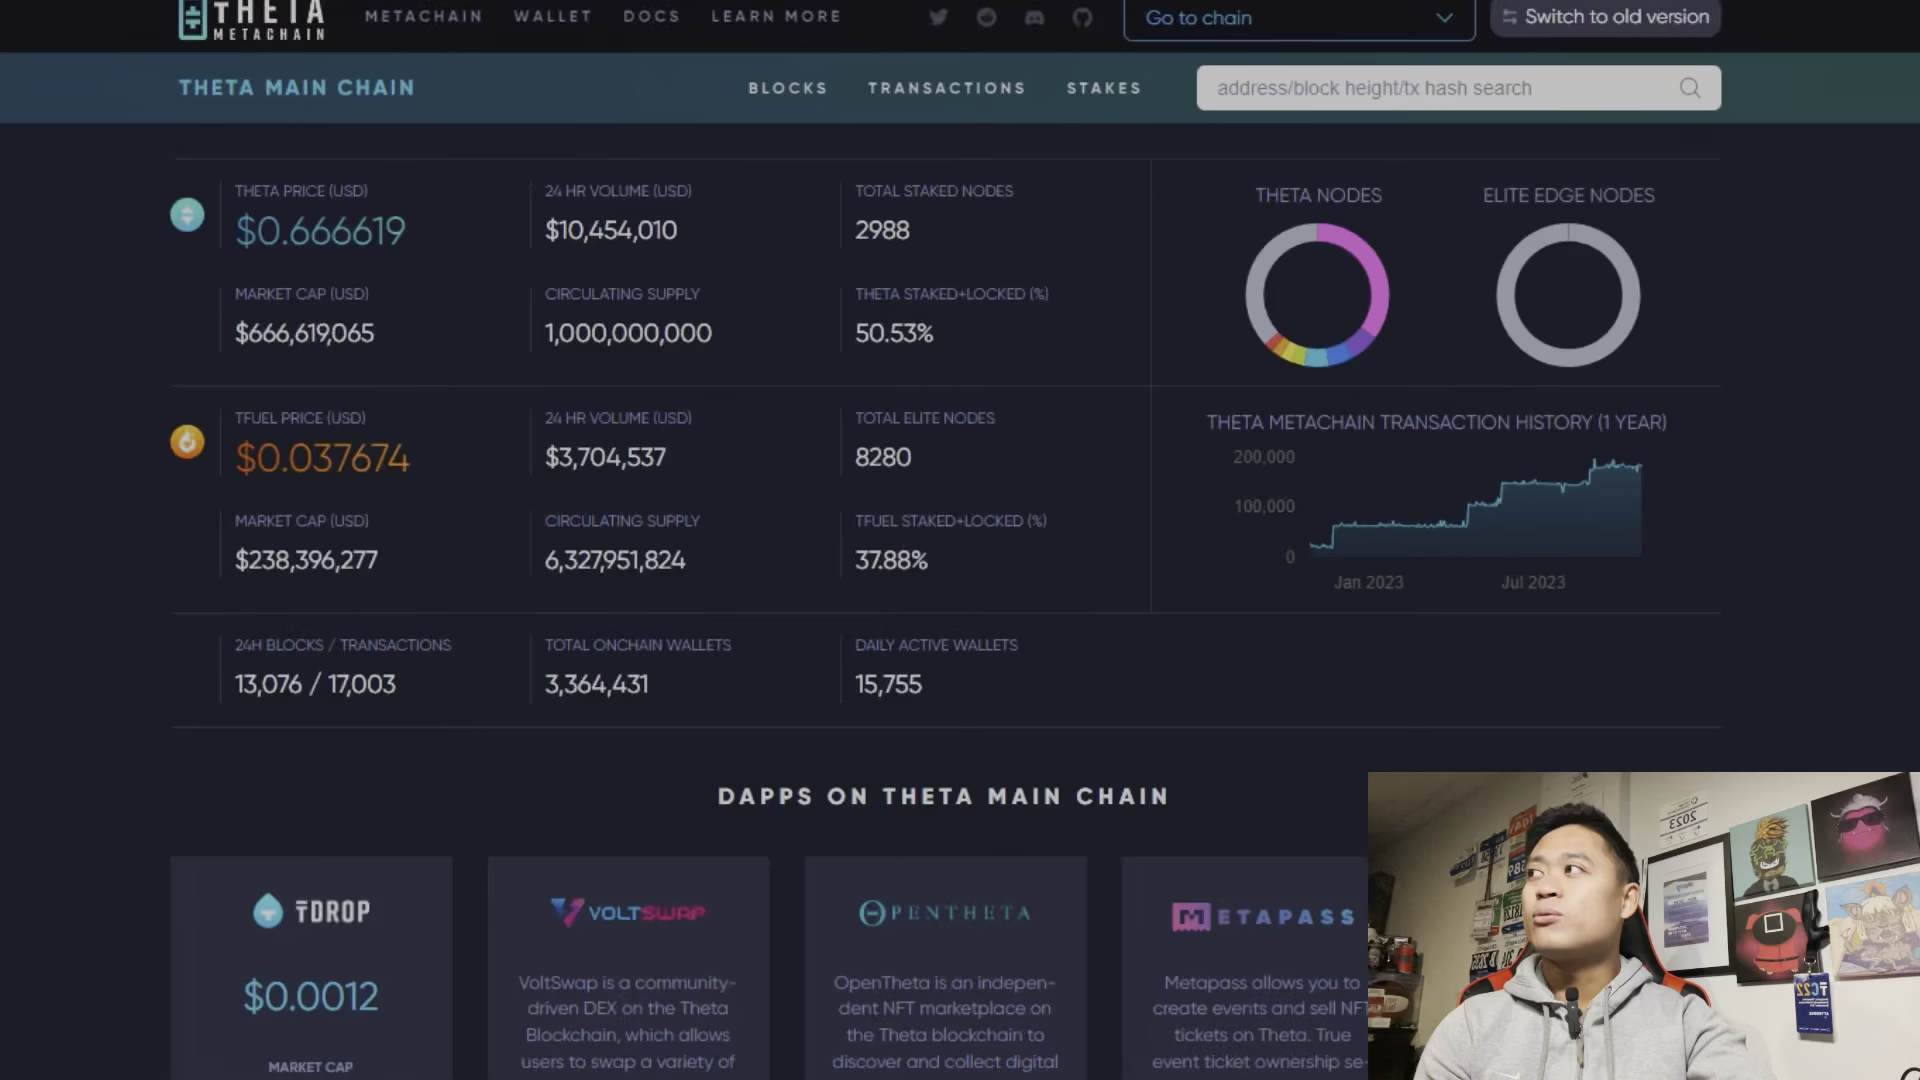 THETA
METACHAIN
METACHAIN WALLET DOCS LEARN MORE
Go to chain
Switch to old version
THETA MAIN CHAIN
BLOCKS TRANSACTIONS STAKES
address/block height/tx hash search
THETA PRICE (USD)
$0.666619
24 HR VOLUME (USD)
$10,454,010
TOTAL STAKED NODES
2988
THETA NODES
ELITE EDGE NODES
MARKET CAP (USD)
$666,619,065
CIRCULATING SUPPLY
1,000,000,000
THETA STAKED+LOCKED (%)
50.53%
TFUEL PRICE (USD)
$0.037674
24 HR VOLUME (USD)
$3,704,537
TOTAL ELITE NODES
8280
THETA METACHAIN TRANSACTION HISTORY (1 YEAR)
200,000
100,000
0
Jan 2023
Jul 2023
MARKET CAP (USD)
$238,396,277
CIRCULATING SUPPLY
6,327,951,824
TFUEL STAKED+LOCKED (%)
37.88%
24H BLOCKS / TRANSACTIONS
13,076 / 17,003
TOTAL ONCHAIN WALLETS
3,364,431
DAILY ACTIVE WALLETS
15,755
DAPPS ON THETA MAIN CHAIN
TDROP
$0.0012
MARKET CAP
VOLTSWAP
VoltSwap is a community-
driven DEX on the Theta
Blockchain, which allows
users to swap a variety of
OPENTHETA
OpenTheta is an indepen-
dent NFT marketplace on
the Theta blockchain to
discover and collect digital
METAPASS
Metapass allows you to
create events and sell NF
tickets on Theta. True
event ticket ownership se-
2023
TC22